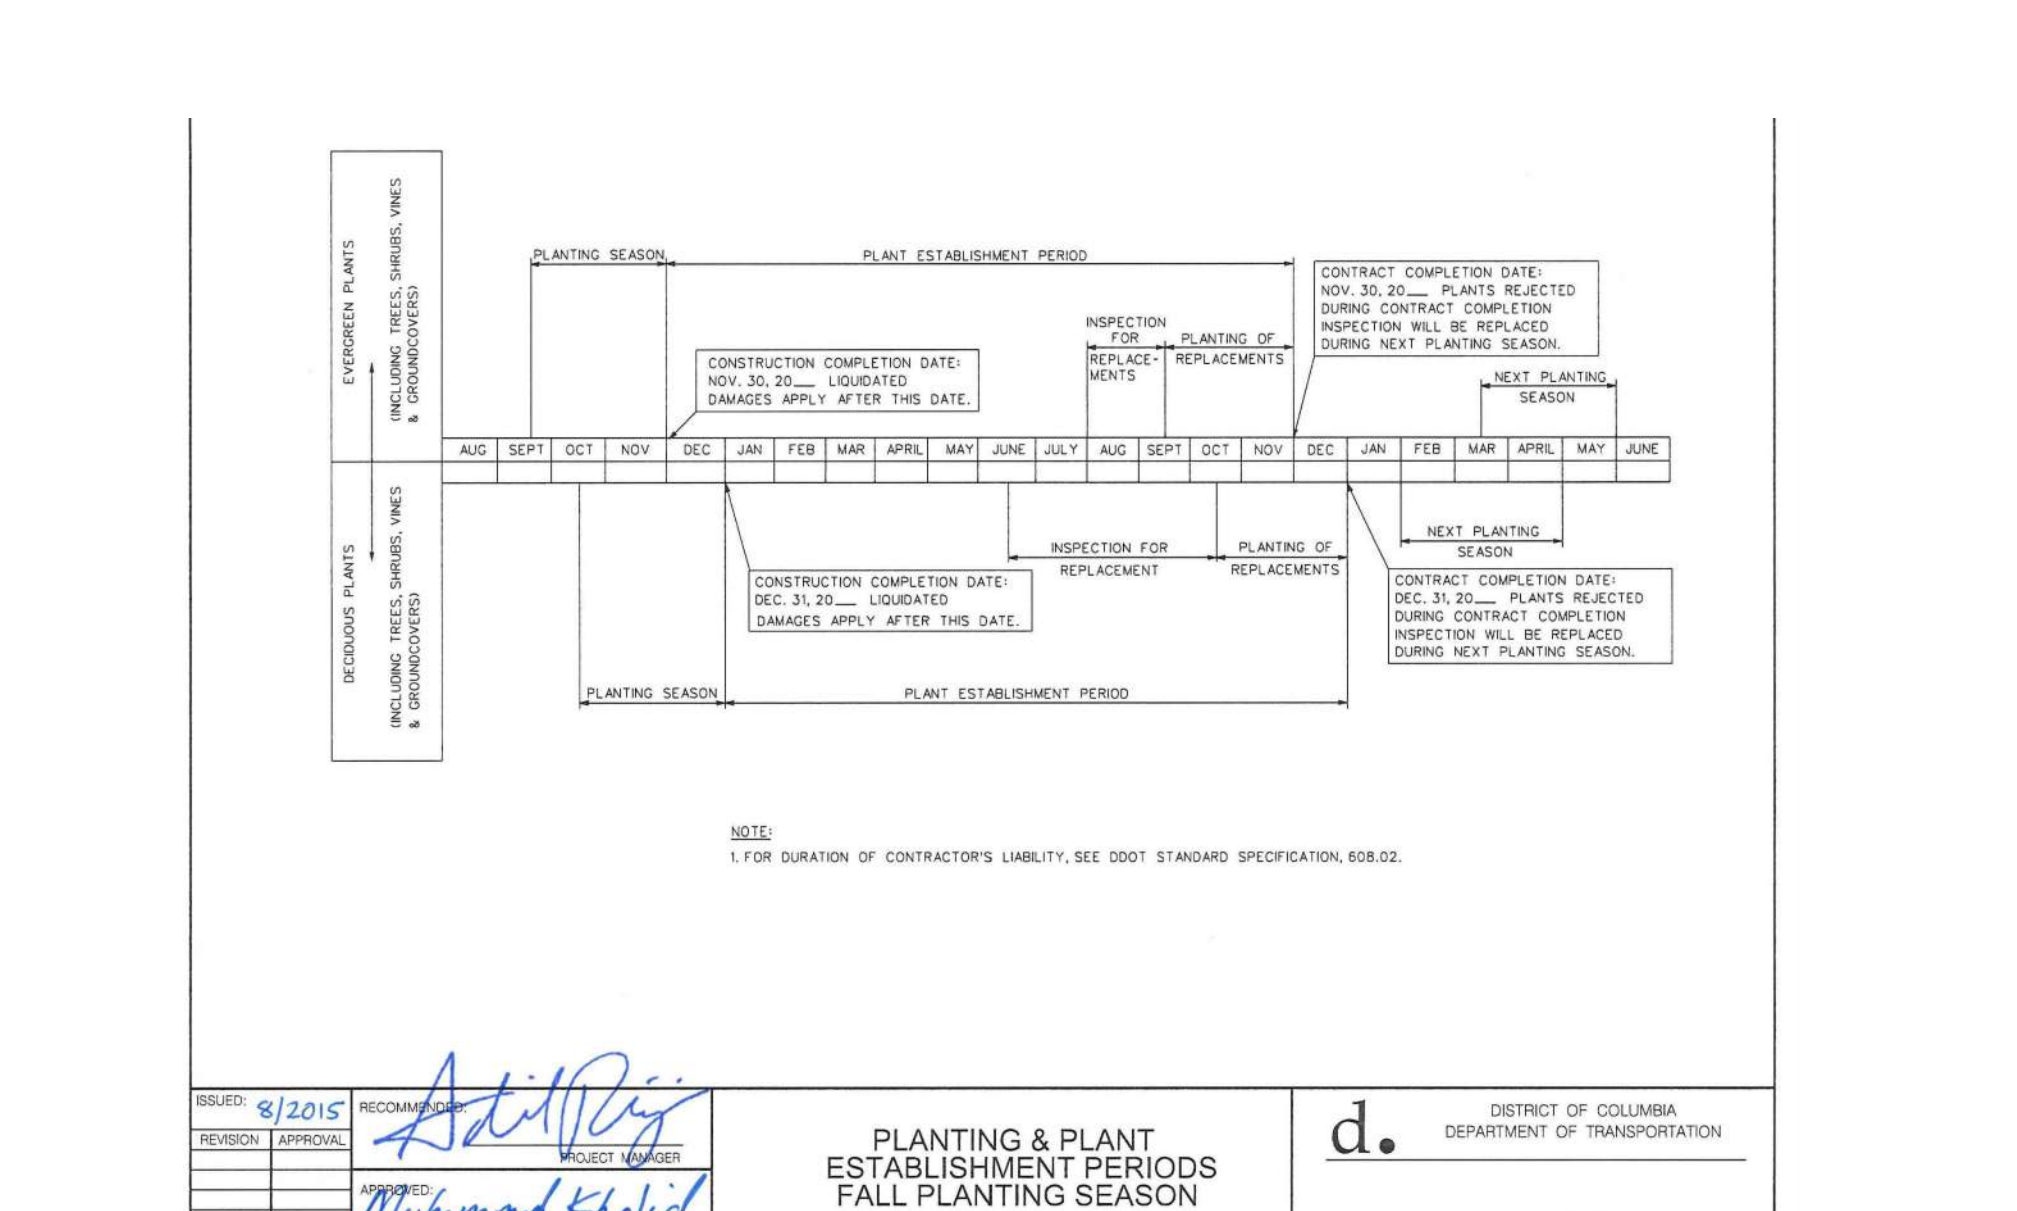 EVERGREEN PLANTS
(INCLUDING TREES, SHRUBS, VINES
& GROUNDCOVERS)
DECIDUOUS PLANTS
(INCLUDING TREES, SHRUBS, VINES
& GROUNDCOVERS)
PLANTING SEASON
PLANT ESTABLISHMENT PERIOD
CONTRACT COMPLETION DATE:
NOV. 30, 20__ PLANTS REJECTED
DURING CONTRACT COMPLETION
INSPECTION WILL BE REPLACED
DURING NEXT PLANTING SEASON.
INSPECTION
FOR
REPLACE-
MENTS
PLANTING OF
REPLACEMENTS
CONSTRUCTION COMPLETION DATE:
NOV. 30, 20__ LIQUIDATED
DAMAGES APPLY AFTER THIS DATE.
NEXT PLANTING
SEASON
AUG SEPT OCT NOV DEC JAN FEB MAR APRIL MAY JUNE JULY AUG SEPT OCT NOV DEC JAN FEB MAR APRIL MAY JUNE
NEXT PLANTING
SEASON
INSPECTION FOR
REPLACEMENT
PLANTING OF
REPLACEMENTS
CONSTRUCTION COMPLETION DATE:
DEC. 31, 20__ LIQUIDATED
DAMAGES APPLY AFTER THIS DATE.
CONTRACT COMPLETION DATE:
DEC. 31, 20__ PLANTS REJECTED
DURING CONTRACT COMPLETION
INSPECTION WILL BE REPLACED
DURING NEXT PLANTING SEASON.
PLANTING SEASON
PLANT ESTABLISHMENT PERIOD
NOTE:
1. FOR DURATION OF CONTRACTOR'S LIABILITY, SEE DDOT STANDARD SPECIFICATION, 608.02.
ISSUED: 8/2015
REVISION APPROVAL
RECOMMENDED:
PROJECT MANAGER
APPROVED:
PLANTING & PLANT
ESTABLISHMENT PERIODS
FALL PLANTING SEASON
d.
DISTRICT OF COLUMBIA
DEPARTMENT OF TRANSPORTATION